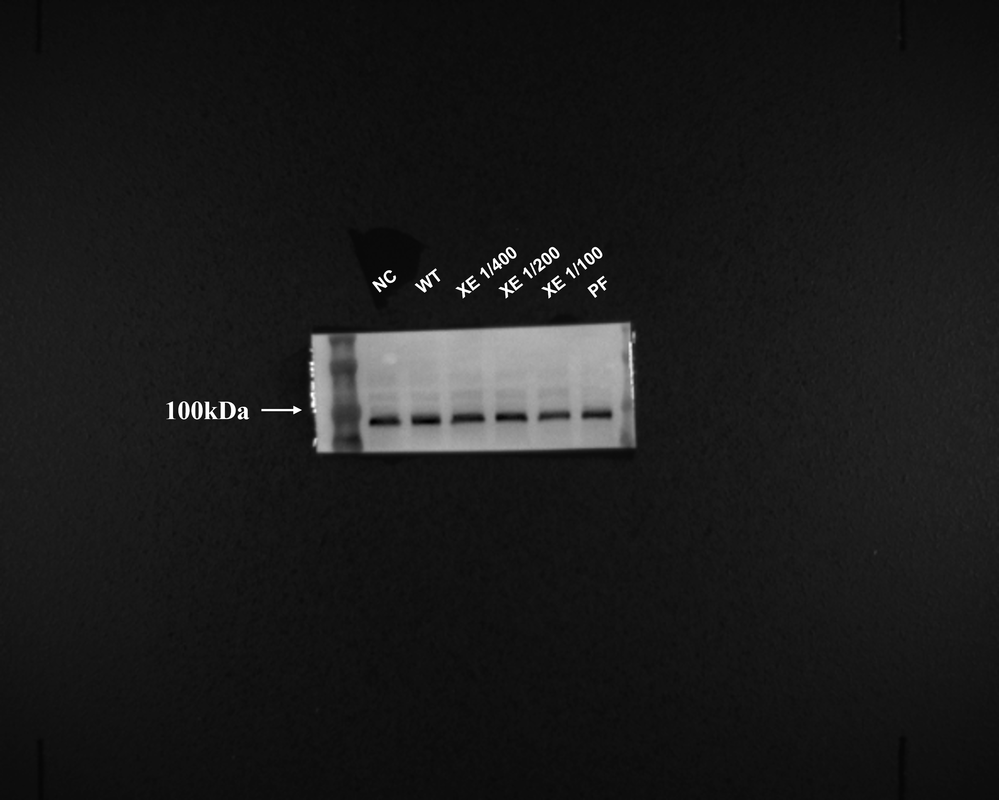 NC
WT
XE 1/400
XE 1/200
XE 1/100
PF
100kDa